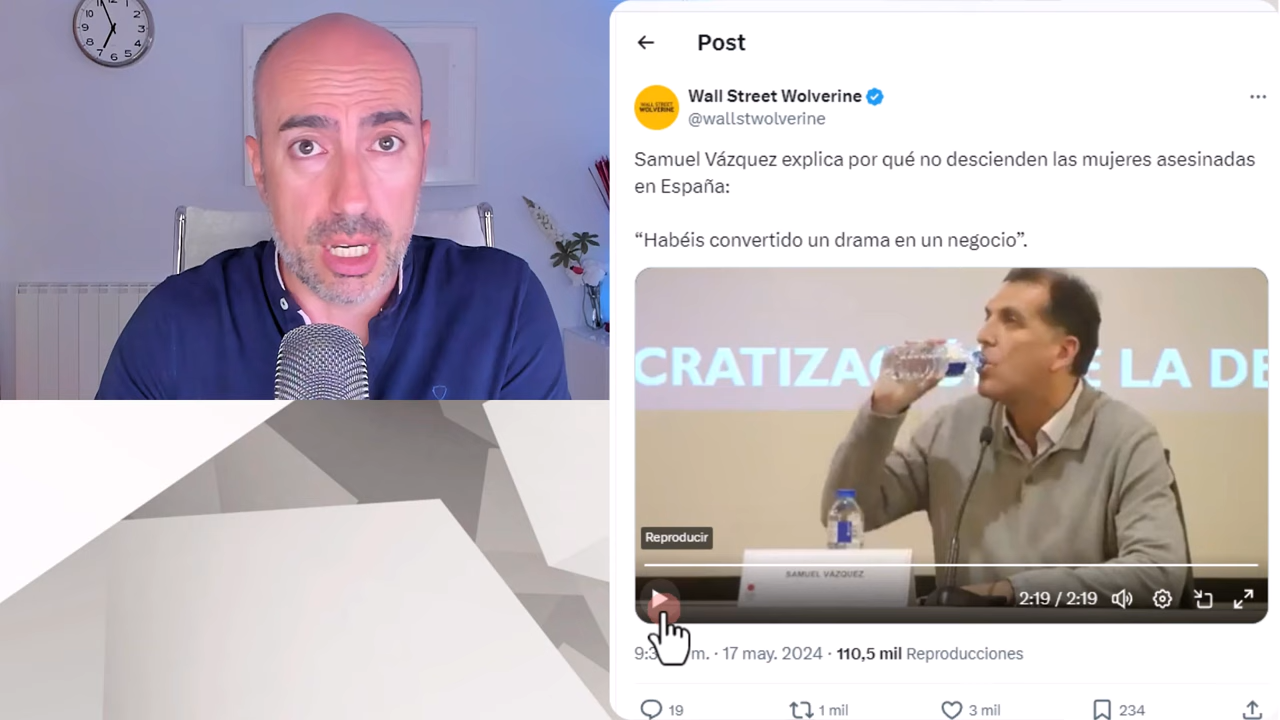 Post
Wall Street Wolverine
@wallstwolverine
Samuel Vázquez explica por qué no descienden las mujeres asesinadas
en España:
“Habéis convertido un drama en un negocio”.
CRATIZAC E LA DE
Reproducir
SAMUEL VÁZQUEZ
2:19 / 2:19
m. · 17 may. 2024 · 110,5 mil Reproducciones
19
1 mil
3 mil
234